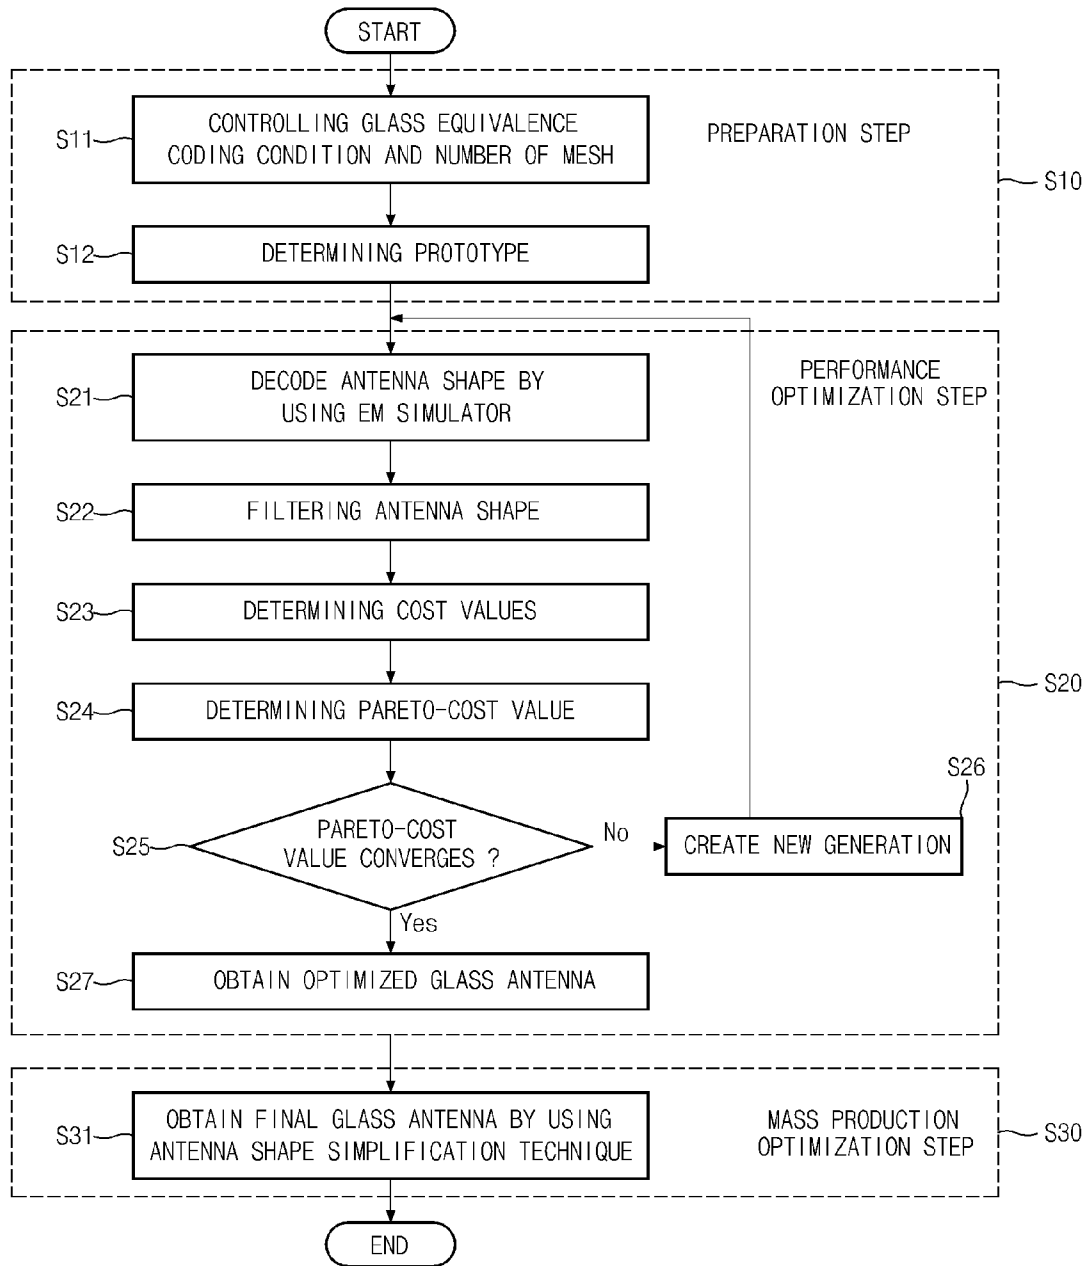 START
S11
CONTROLLING GLASS EQUIVALENCE
CODING CONDITION AND NUMBER OF MESH
PREPARATION STEP
S10
S12
DETERMINING PROTOTYPE
PERFORMANCE
OPTIMIZATION STEP
S21
DECODE ANTENNA SHAPE BY
USING EM SIMULATOR
S22
FILTERING ANTENNA SHAPE
S23
DETERMINING COST VALUES
S20
S24
DETERMINING PARETO-COST VALUE
S26
S25
PARETO-COST
VALUE CONVERGES ?
No
CREATE NEW GENERATION
Yes
S27
OBTAIN OPTIMIZED GLASS ANTENNA
S31
OBTAIN FINAL GLASS ANTENNA BY USING
ANTENNA SHAPE SIMPLIFICATION TECHNIQUE
MASS PRODUCTION
OPTIMIZATION STEP
S30
END